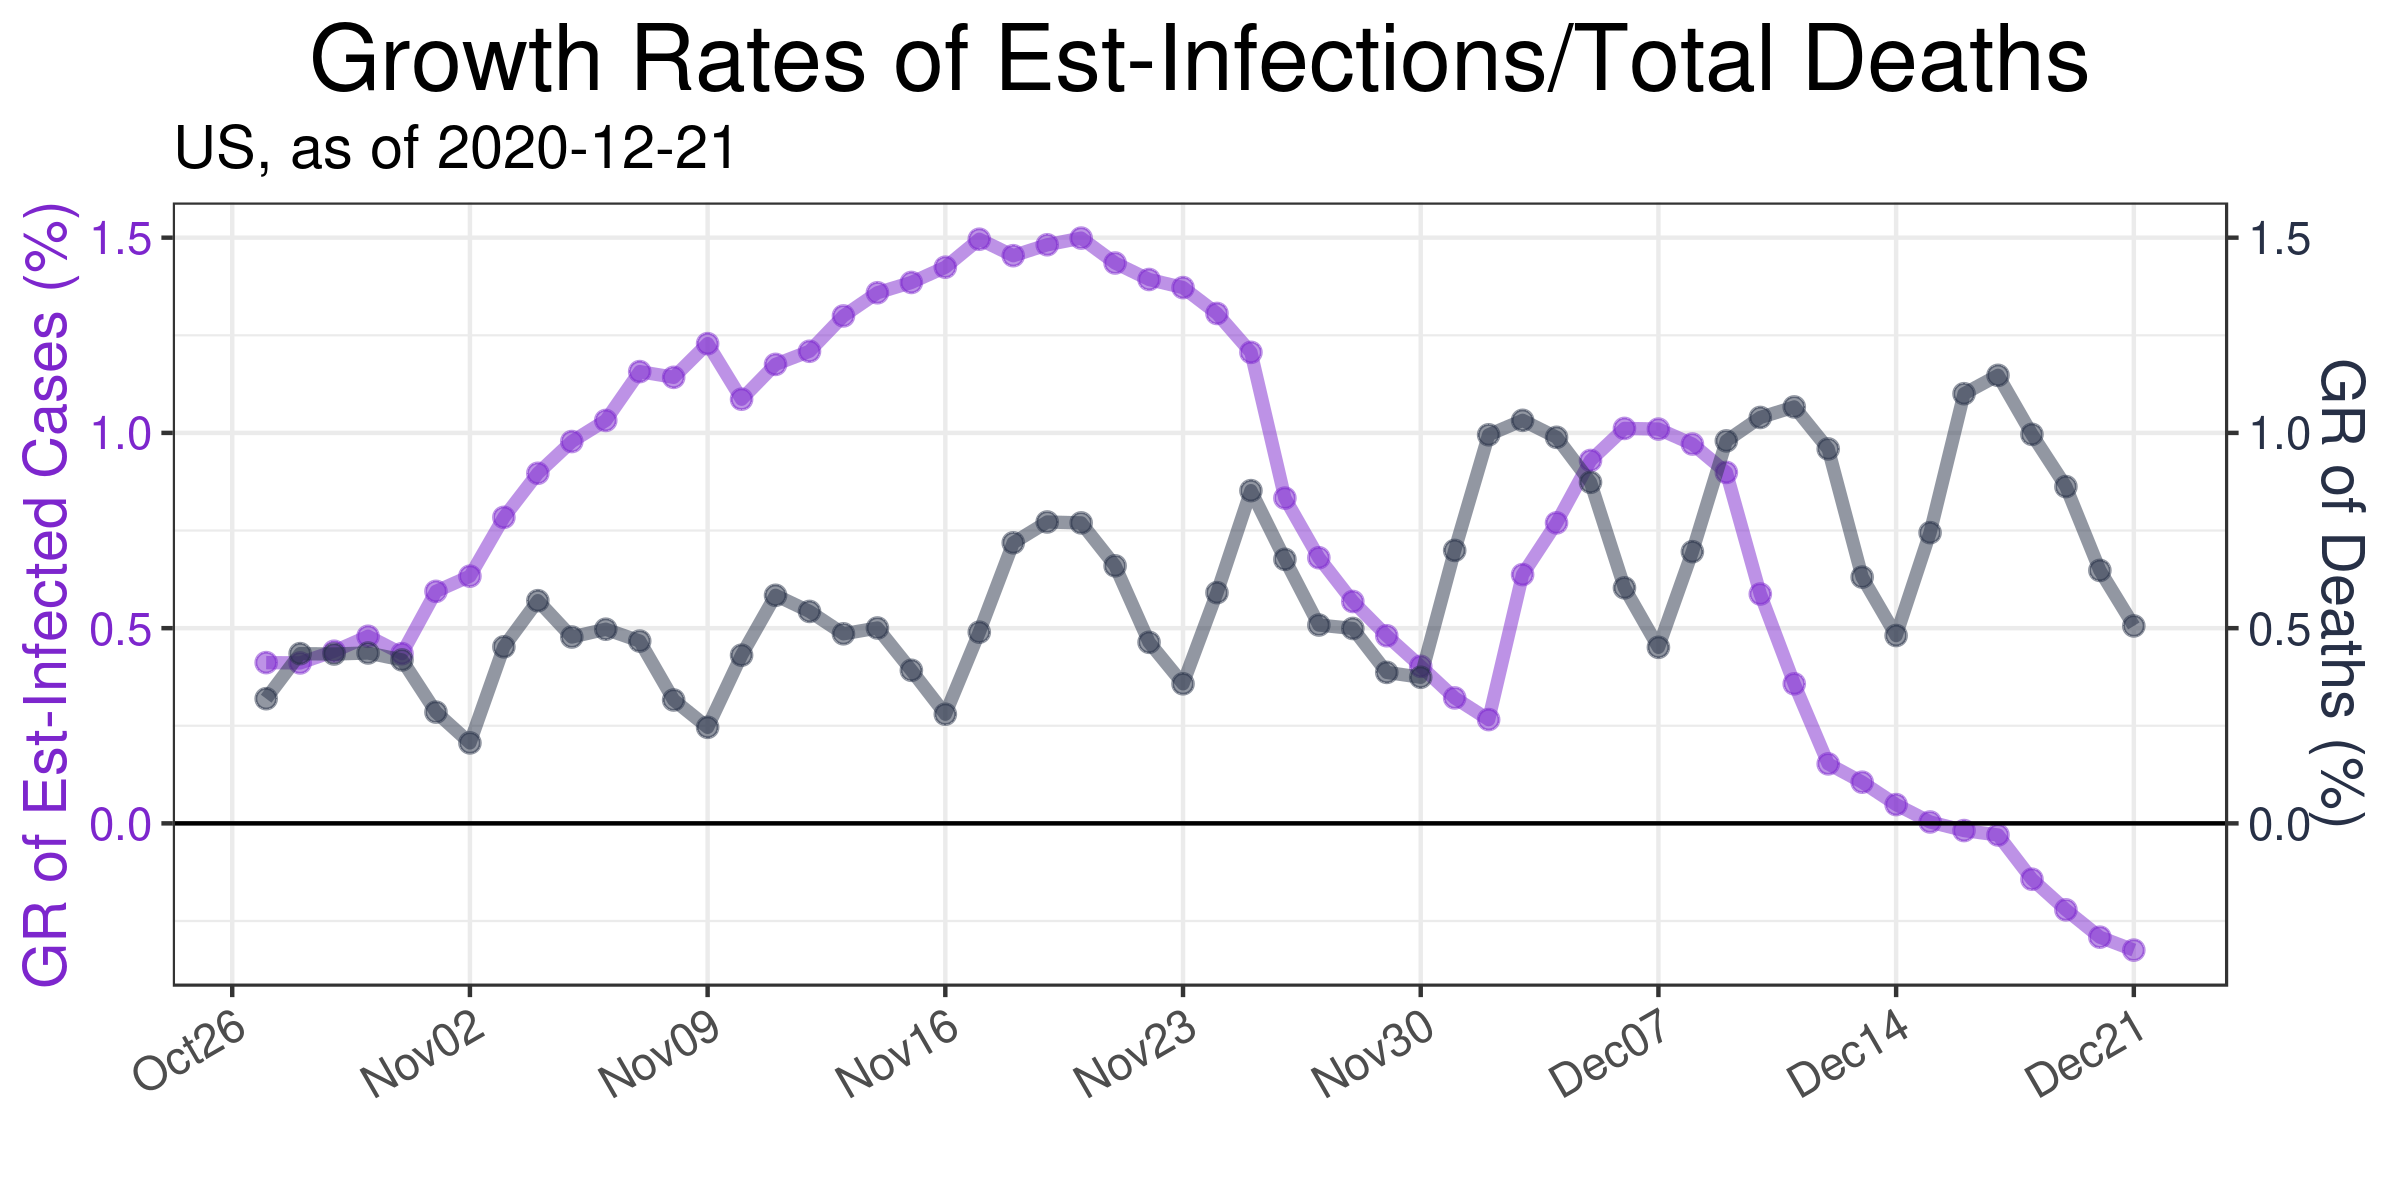 Growth Rates of Est-Infections/Total Deaths
US, as of 2020-12-21
GR of Est-Infected Cases (%)
1.5
1.0
0.5
0.0
1.5
1.0
0.5
0.0
GR of Deaths (%)
Oct26
Nov02
Nov09
Nov16
Nov23
Nov30
Dec07
Dec14
Dec21